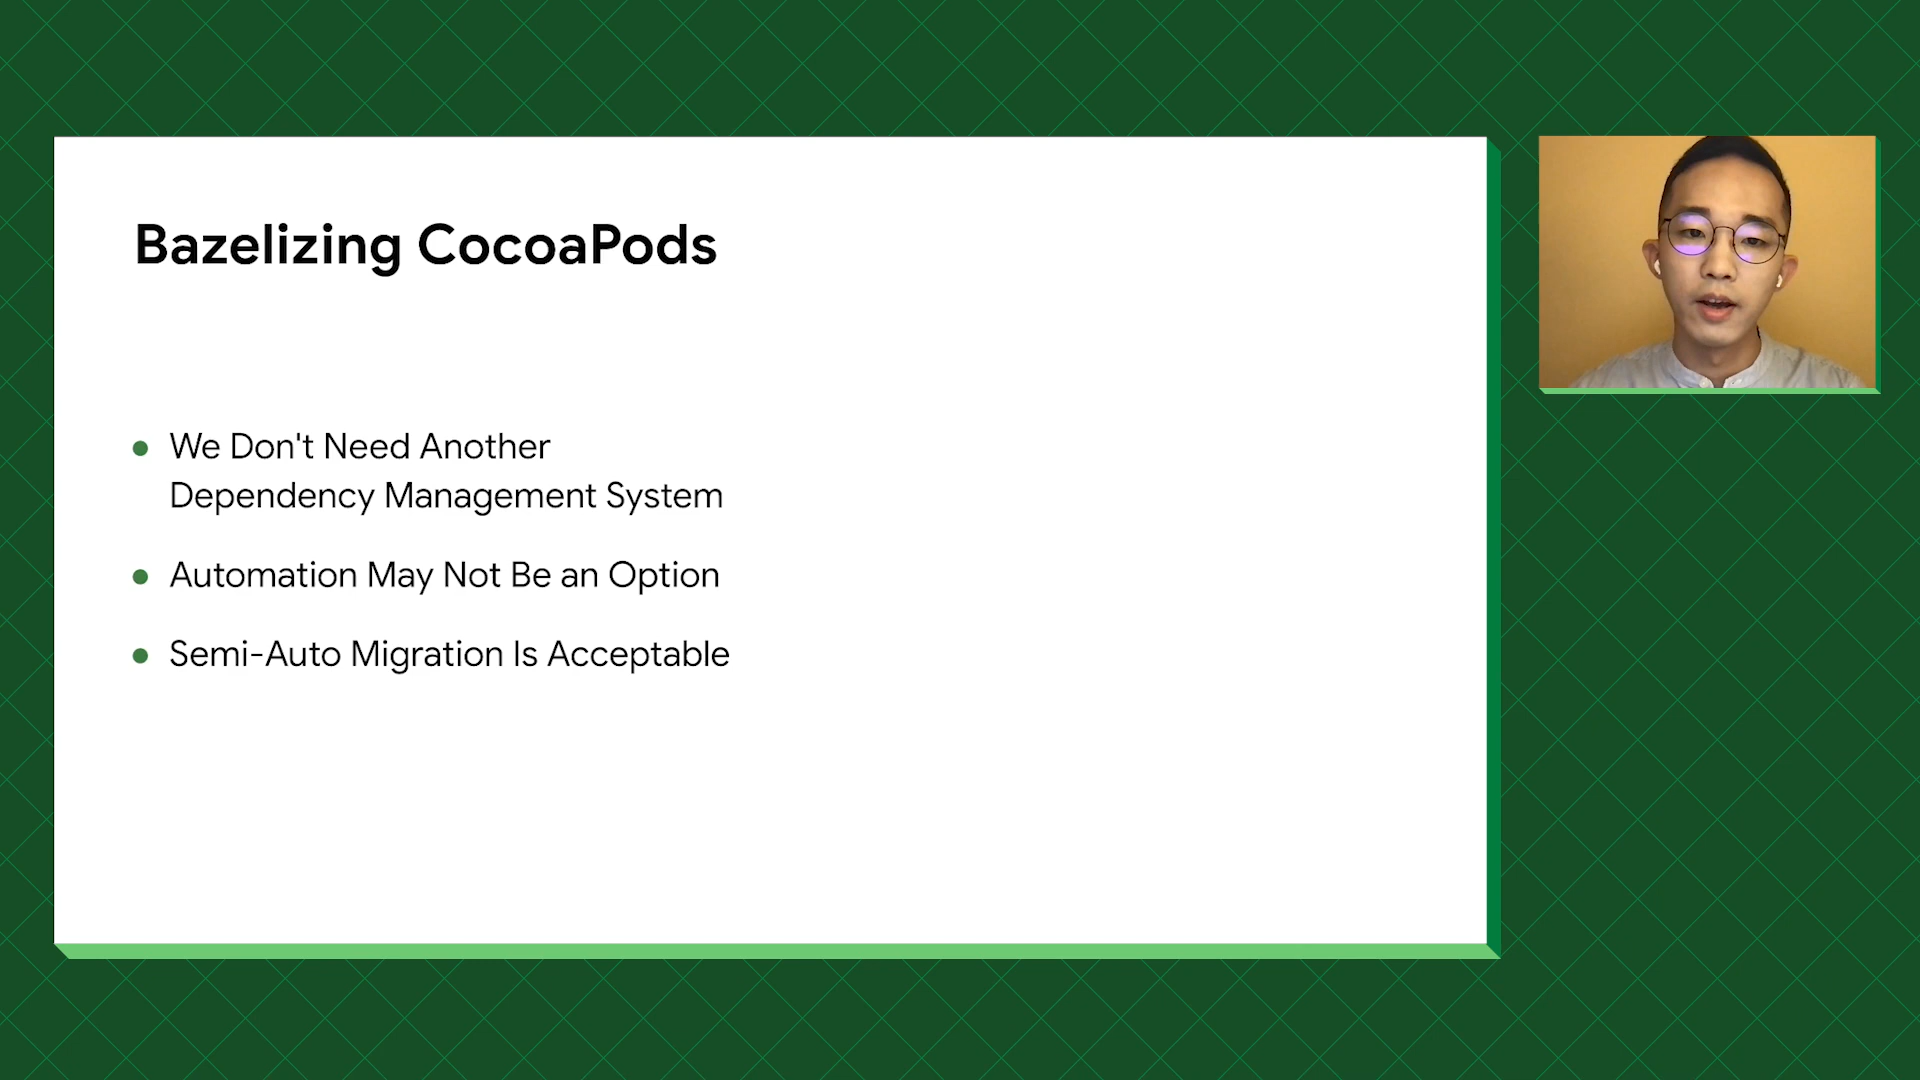 Bazelizing CocoaPods
We Don't Need Another
Dependency Management System
Automation May Not Be an Option
Semi-Auto Migration Is Acceptable